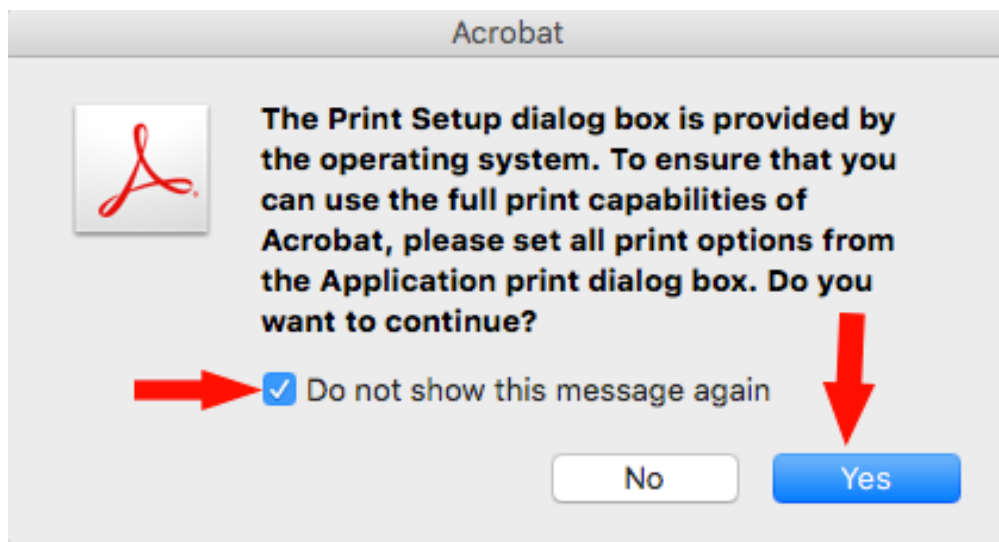 Acrobat
The Print Setup dialog box is provided by
the operating system. To ensure that you
can use the full print capabilities of
Acrobat, please set all print options from
the Application print dialog box. Do you
want to continue?
Do not show this message again
No
Yes